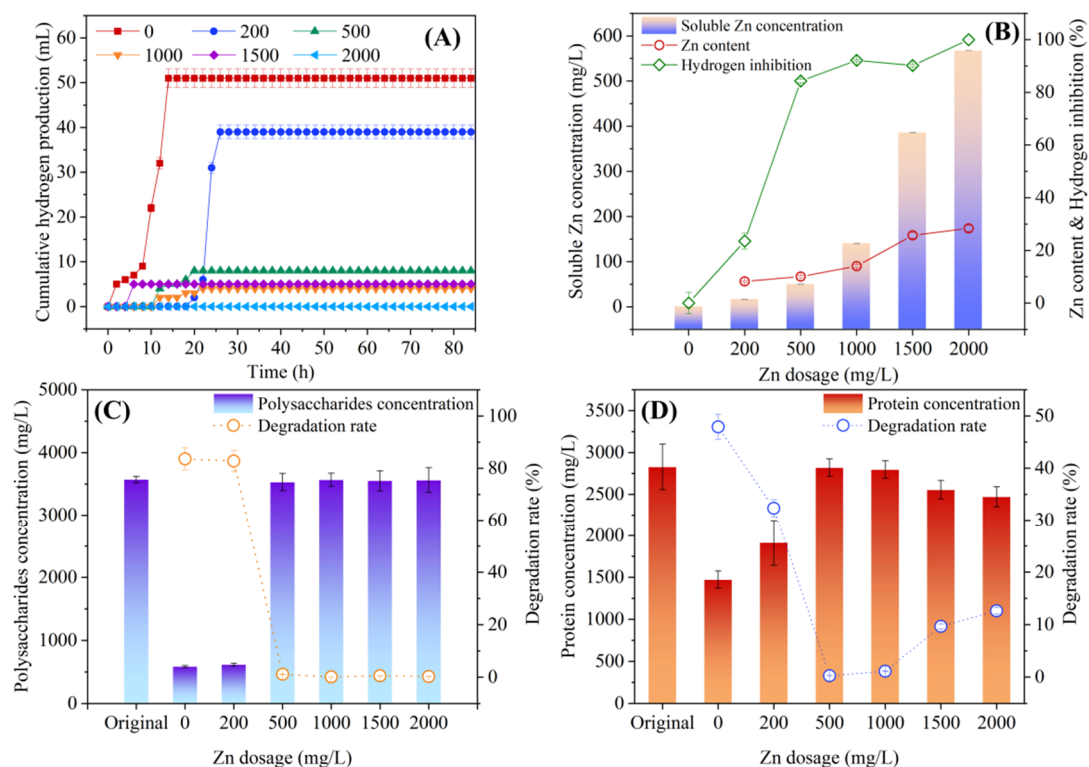 (A)
0 200 500
1000 1500 2000
Cumulative hydrogen production (mL)
60
50
40
30
20
10
0
0 10 20 30 40 50 60 70 80
Time (h)
(B)
Soluble Zn concentration
Zn content
Hydrogen inhibition
Soluble Zn concentration (mg/L)
600
500
400
300
200
100
0
Zn content & Hydrogen inhibition (%)
100
80
60
40
20
0
0 200 500 1000 1500 2000
Zn dosage (mg/L)
(C)
Polysaccharides concentration
Degradation rate
Polysaccharides concentration (mg/L)
5000
4000
3000
2000
1000
0
Degradation rate (%)
100
80
60
40
20
0
Original 0 200 500 1000 1500 2000
Zn dosage (mg/L)
(D)
Protein concentration
Degradation rate
Protein concentration (mg/L)
3500
3000
2500
2000
1500
1000
500
0
Degradation rate (%)
50
40
30
20
10
0
Original 0 200 500 1000 1500 2000
Zn dosage (mg/L)